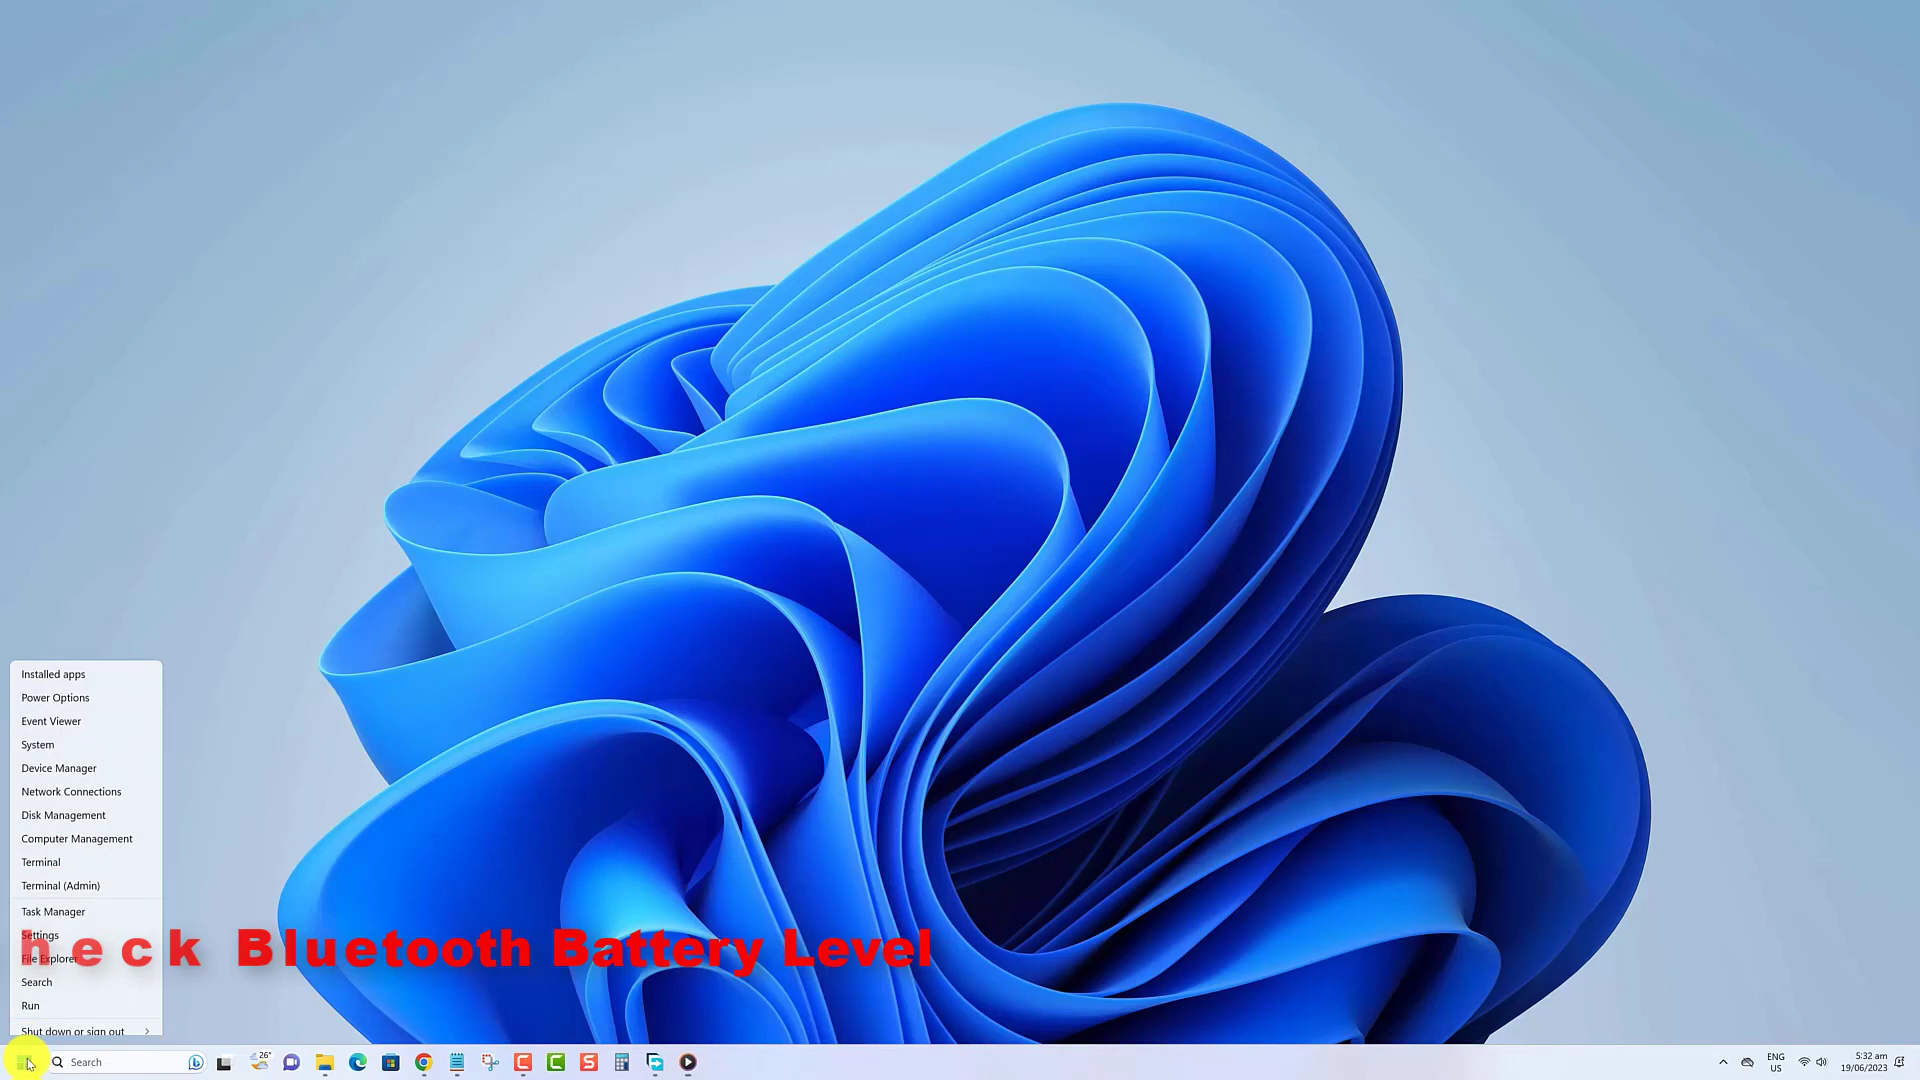 Installed apps
Power Options
Event Viewer
System
Device Manager
Network Connections
Disk Management
Computer Management
Terminal
Terminal (Admin)
Task Manager
Settings
File Explorer
heck Bluetooth Battery Level
Search
Run
Shut down or sign out
Search
26°
ENG
US
5:32 am
19/06/2023